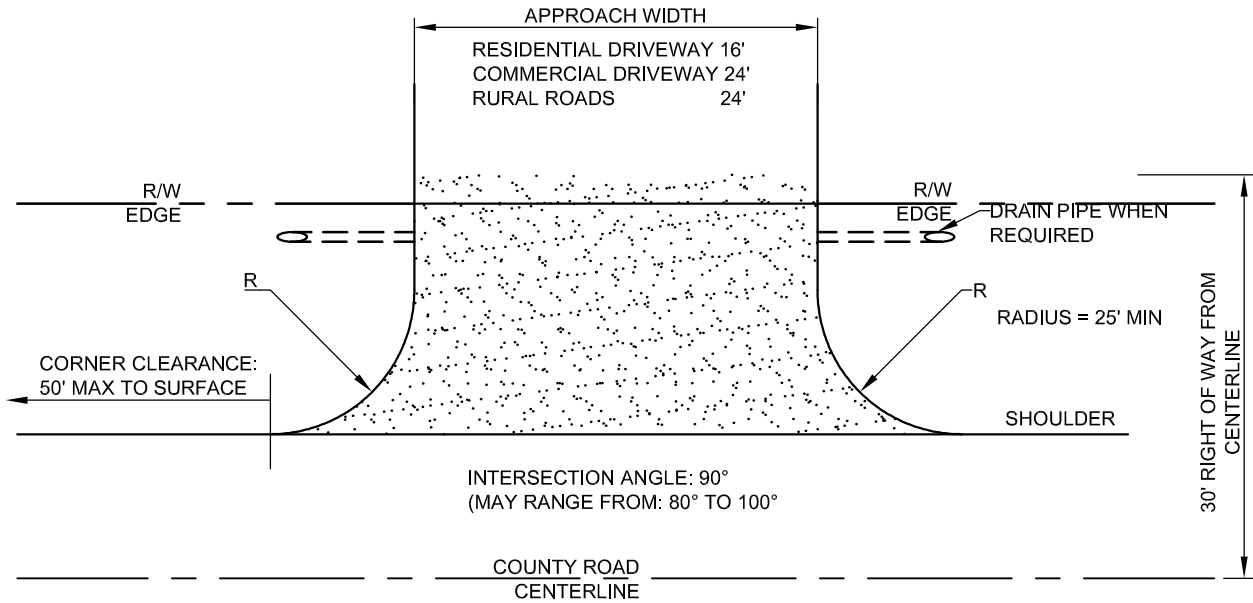 APPROACH WIDTH
RESIDENTIAL DRIVEWAY 16'
COMMERCIAL DRIVEWAY 24'
RURAL ROADS 24'
R/W
EDGE
R/W
EDGE
DRAIN PIPE WHEN
REQUIRED
R
R
RADIUS = 25' MIN
CORNER CLEARANCE:
50' MAX TO SURFACE
SHOULDER
30' RIGHT OF WAY FROM
CENTERLINE
INTERSECTION ANGLE: 90°
(MAY RANGE FROM: 80° TO 100°
COUNTY ROAD
CENTERLINE